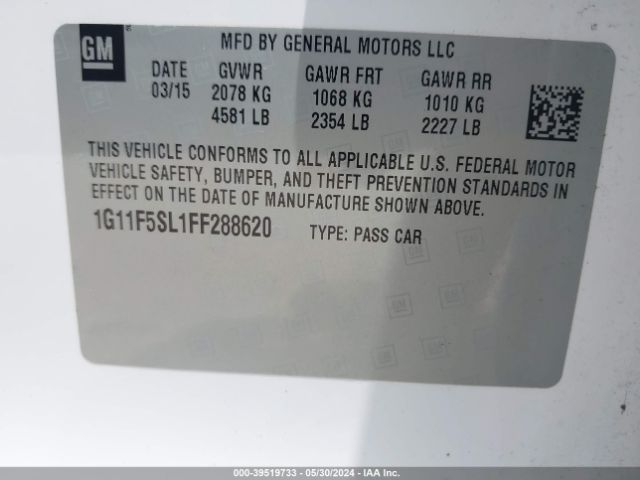 GM
MFD BY GENERAL MOTORS LLC
DATE GVWR GAWR FRT GAWR RR
03/15 2078 KG 1068 KG 1010 KG
4581 LB 2354 LB 2227 LB
THIS VEHICLE CONFORMS TO ALL APPLICABLE U.S. FEDERAL MOTOR
VEHICLE SAFETY, BUMPER, AND THEFT PREVENTION STANDARDS IN
EFFECT ON THE DATE OF MANUFACTURE SHOWN ABOVE.
1G11F5SL1FF288620 TYPE: PASS CAR
000-39519733 - 05/30/2024 - COPART.COM